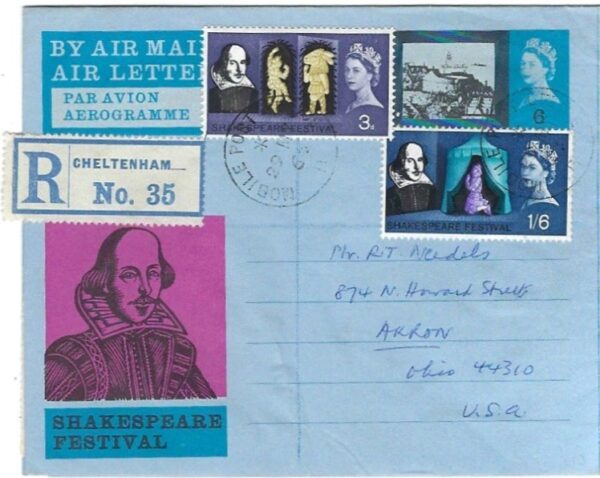 BY AIR MAI
AIR LETTE
PAR AVION
AEROGRAMME
SHAKESPEARE FESTIVAL
3d
6
SHAKESPEARE FESTIVAL
1/6
R
CHELTENHAM
No. 35
MOBILE PO
29
Mr. R.T.
874 N. Howard Street
AKRON
Ohio 44310
U.S.A.
SHAKESPEARE
FESTIVAL